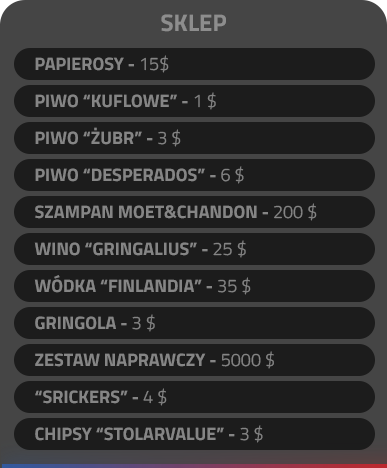 SKLEP
PAPIEROSY - 15$
PIWO “KUFLOWE” - 1 $
PIWO “ŻUBR” - 3 $
PIWO “DESPERADOS” - 6 $
SZAMPAN MOET&CHANDON - 200 $
WINO “GRINGALIUS” - 25 $
WÓDKA “FINLANDIA” - 35 $
GRINGOLA - 3 $
ZESTAW NAPRAWCZY - 5000 $
“SRICKERS” - 4 $
CHIPSY “STOLARVALUE” - 3 $